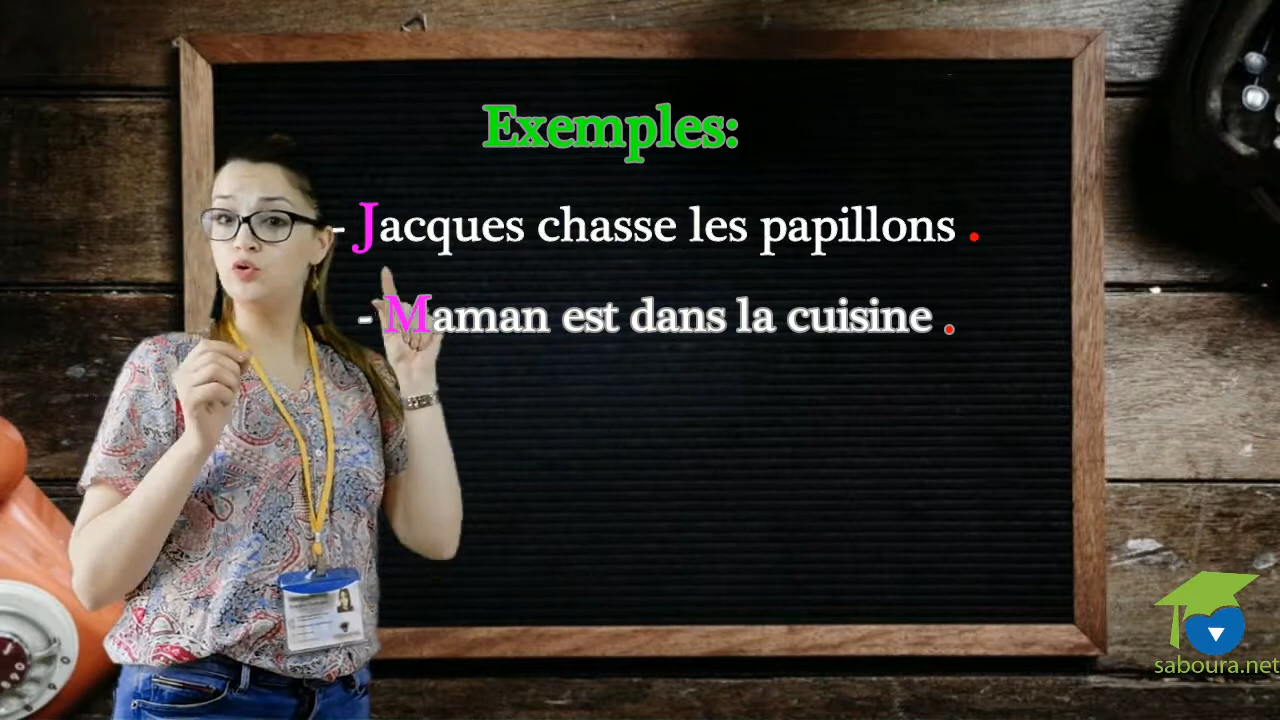 Exemples:
- Jacques chasse les papillons .
- Maman est dans la cuisine .
saboura.net